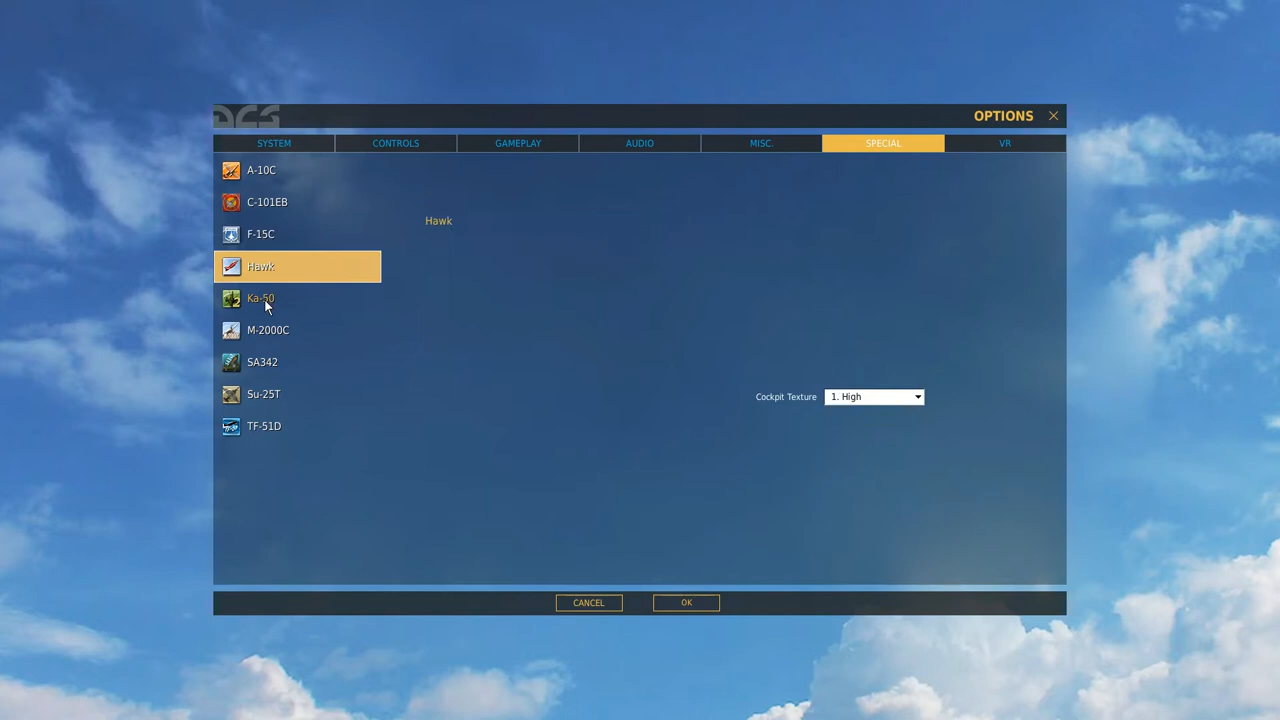 DCS
OPTIONS
SYSTEM CONTROLS GAMEPLAY AUDIO MISC. SPECIAL VR
A-10C
C-101EB
F-15C
Hawk
Ka-50
M-2000C
SA342
Su-25T
TF-51D
Hawk
Cockpit Texture 1. High
CANCEL OK